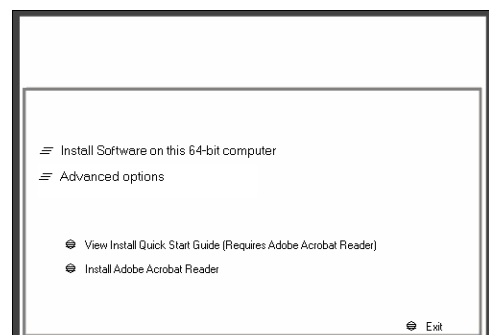 Install Software on this 64-bit computer
Advanced options
View Install Quick Start Guide (Requires Adobe Acrobat Reader)
Install Adobe Acrobat Reader
Exit